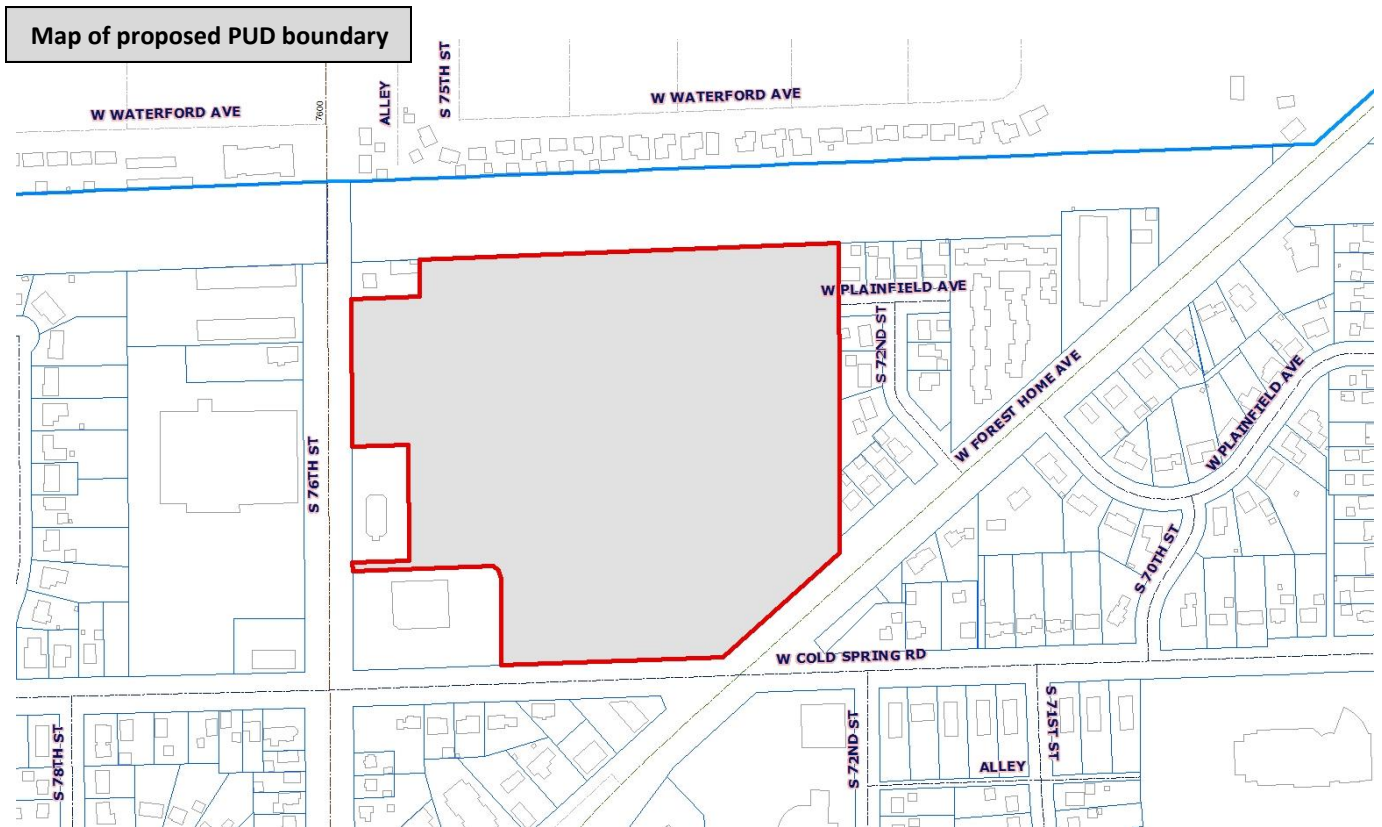 Map of proposed PUD boundary
S 75TH ST
ALLEY
W WATERFORD AVE
W WATERFORD AVE
7600
W PLAINFIELD AVE
S 72ND ST
W FOREST HOME AVE
W PLAINFIELD AVE
S 76TH ST
S 70TH ST
W COLD SPRING RD
S 78TH ST
S 72ND ST
S 71ST ST
ALLEY